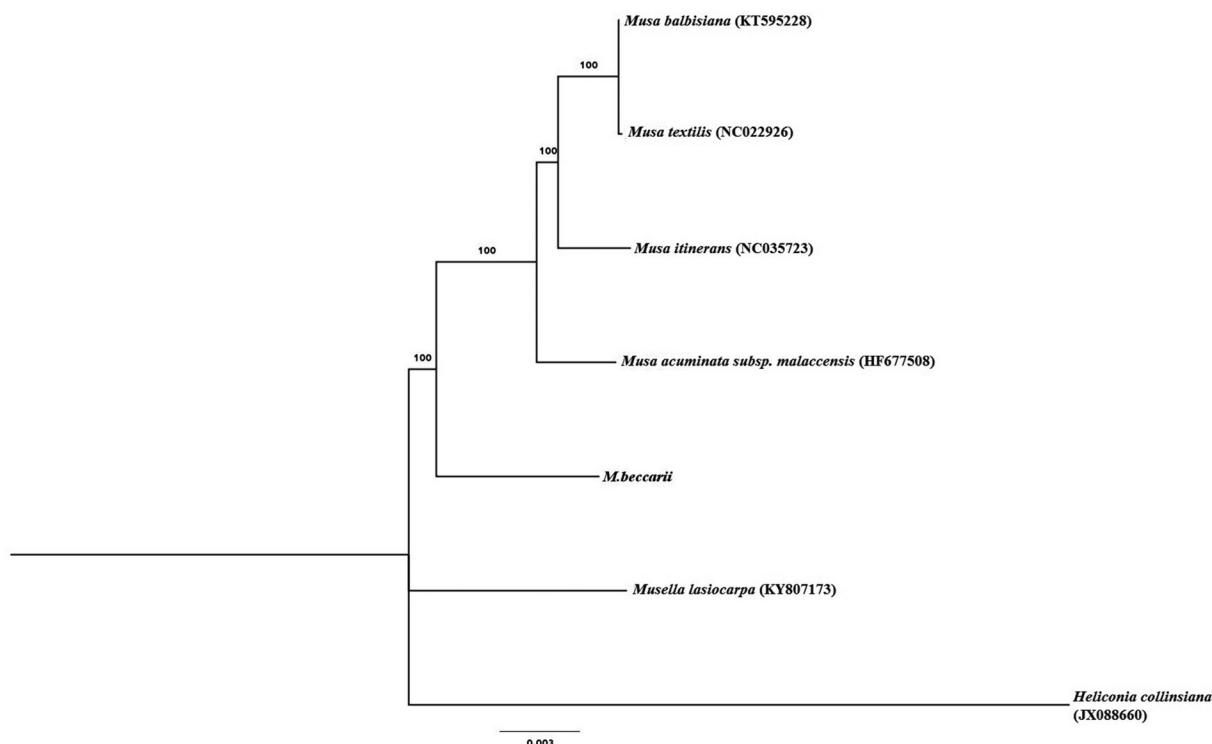 Musa balbisiana (KT595228)
100
Musa textilis (NC022926)
100
Musa itinerans (NC035723)
100
Musa acuminata subsp. malaccensis (HF677508)
100
M.beccarii
Musella lasiocarpa (KY807173)
Heliconia collinsiana
(JX088660)
0.003